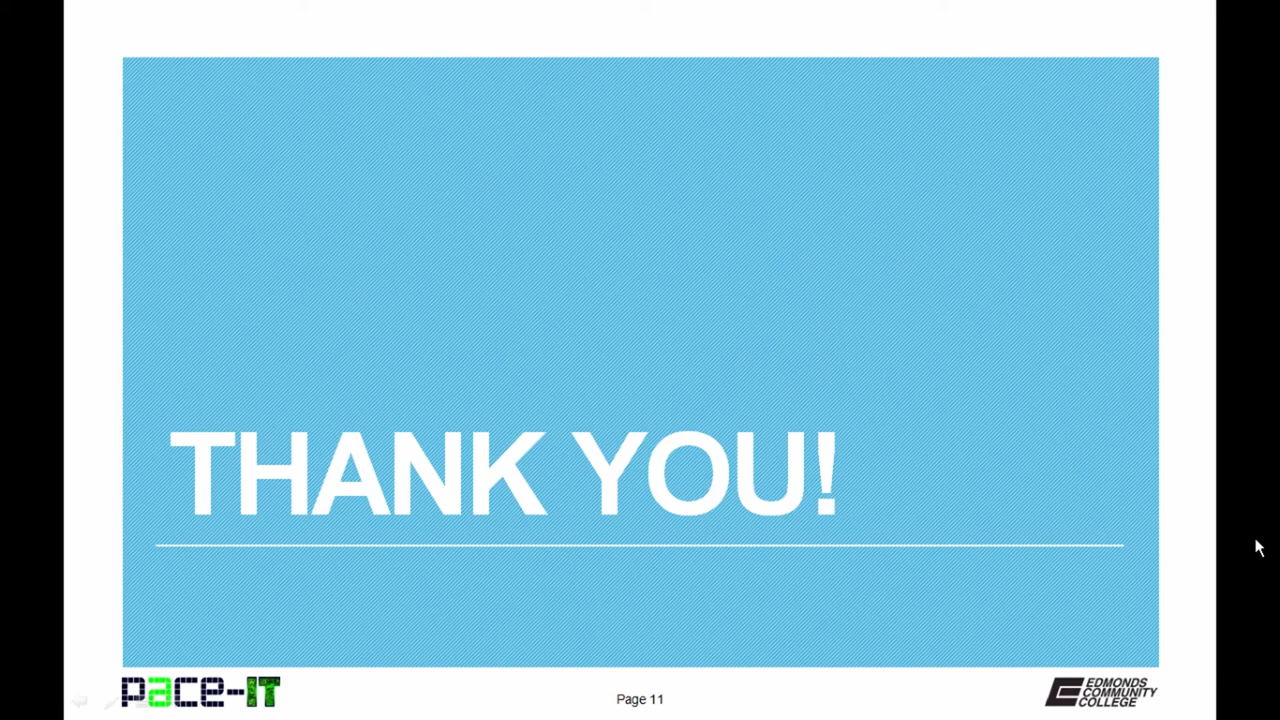 THANK YOU!
pace-IT
Page 11
EDMONDS
COMMUNITY
COLLEGE